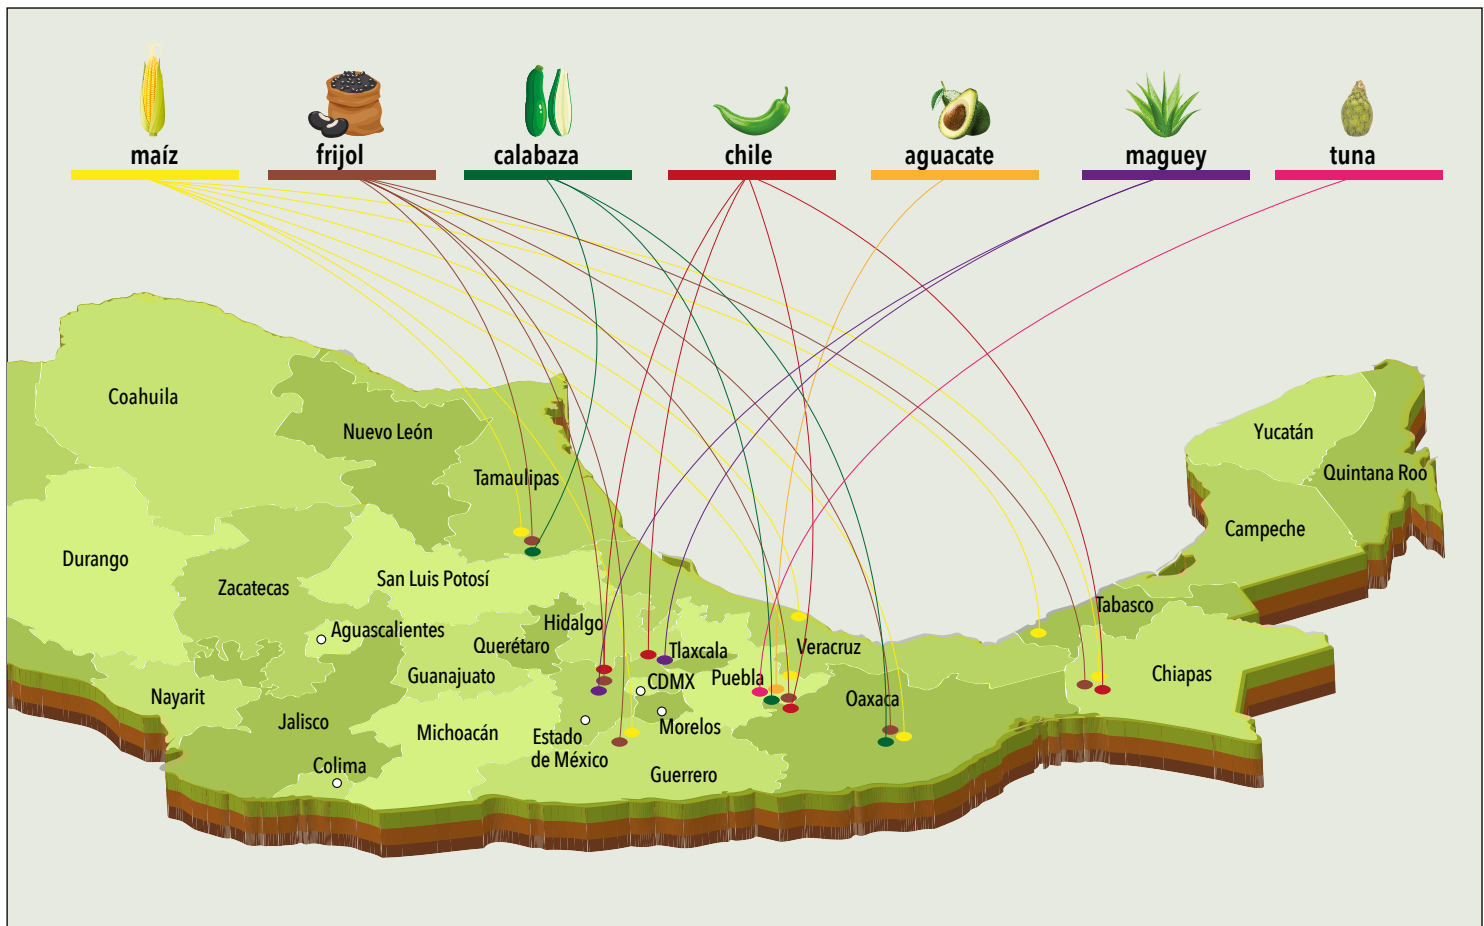 maíz
frijol
calabaza
chile
aguacate
maguey
tuna
Coahuila
Nuevo León
Tamaulipas
Durango
Zacatecas
San Luis Potosí
Aguascalientes
Nayarit
Jalisco
Colima
Guanajuato
Querétaro
Hidalgo
Michoacán
Estado
de México
CDMX
Tlaxcala
Morelos
Puebla
Guerrero
Veracruz
Oaxaca
Tabasco
Chiapas
Campeche
Yucatán
Quintana Roo